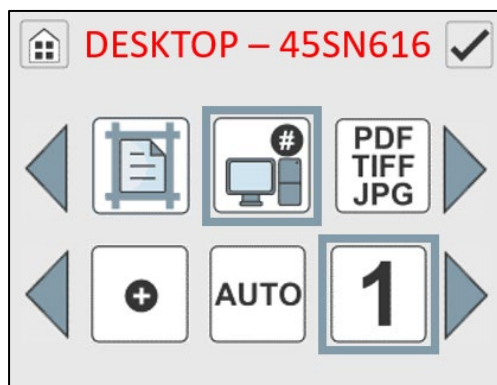 DESKTOP – 45SN616
#
PDF
TIFF
JPG
AUTO
1